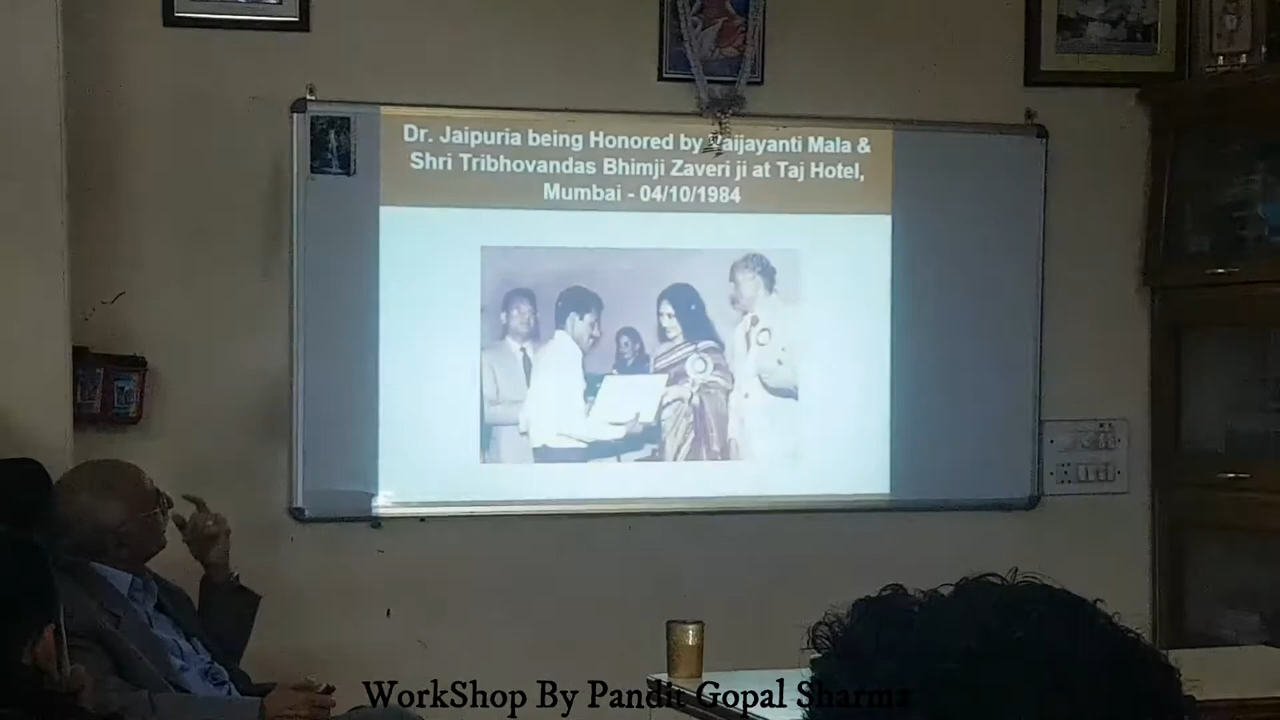 Dr. Jaipuria being Honored by Vaijayanti Mala &
Shri Tribhovandas Bhimji Zaveri ji at Taj Hotel,
Mumbai - 04/10/1984
WorkShop By Pandit Gopal Sharma